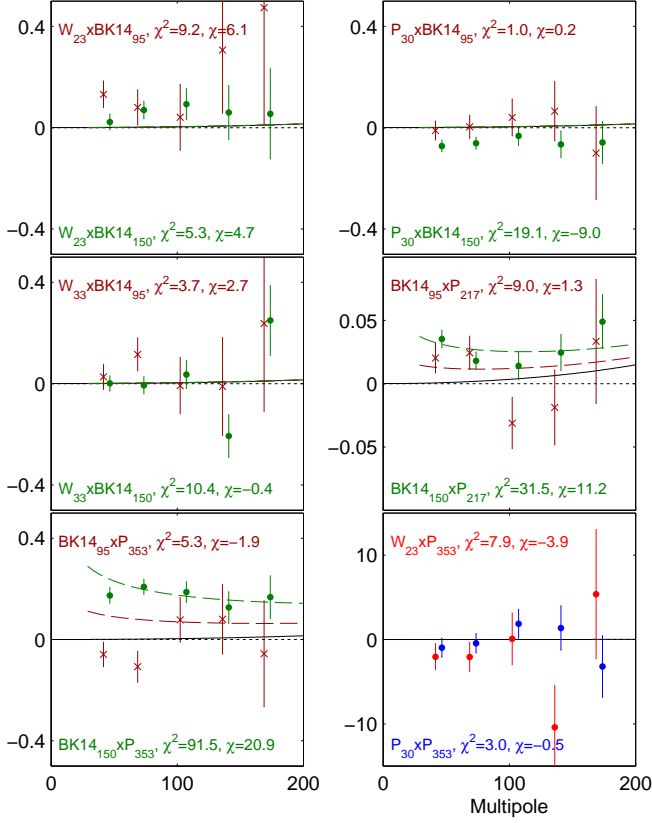 W₂₃xBK14₉₅, χ²=9.2, χ=6.1
0.4
0
−0.4
W₂₃xBK14₁₅₀, χ²=5.3, χ=4.7
P₃₀xBK14₉₅, χ²=1.0, χ=0.2
0.4
0
−0.4
P₃₀xBK14₁₅₀, χ²=19.1, χ=−9.0
W₃₃xBK14₉₅, χ²=3.7, χ=2.7
0.4
0
−0.4
W₃₃xBK14₁₅₀, χ²=10.4, χ=−0.4
BK14₉₅xP₂₁₇, χ²=9.0, χ=1.3
0.05
0
−0.05
BK14₁₅₀xP₂₁₇, χ²=31.5, χ=11.2
BK14₉₅xP₃₅₃, χ²=5.3, χ=−1.9
0.4
0
−0.4
BK14₁₅₀xP₃₅₃, χ²=91.5, χ=20.9
0 100 200
W₂₃xP₃₅₃, χ²=7.9, χ=−3.9
10
0
−10
P₃₀xP₃₅₃, χ²=3.0, χ=−0.5
0 100 200
Multipole